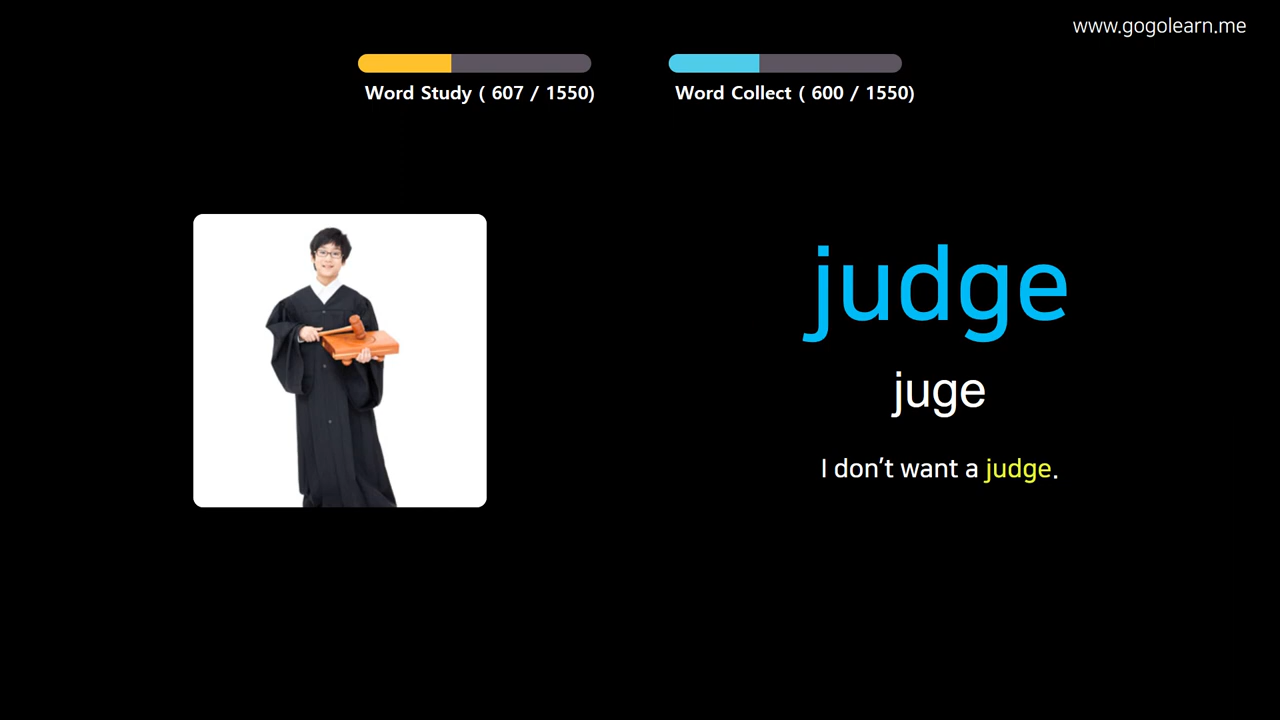 www.gogolearn.me
Word Study ( 607 / 1550)
Word Collect ( 600 / 1550)
judge
juge
I don’t want a judge.